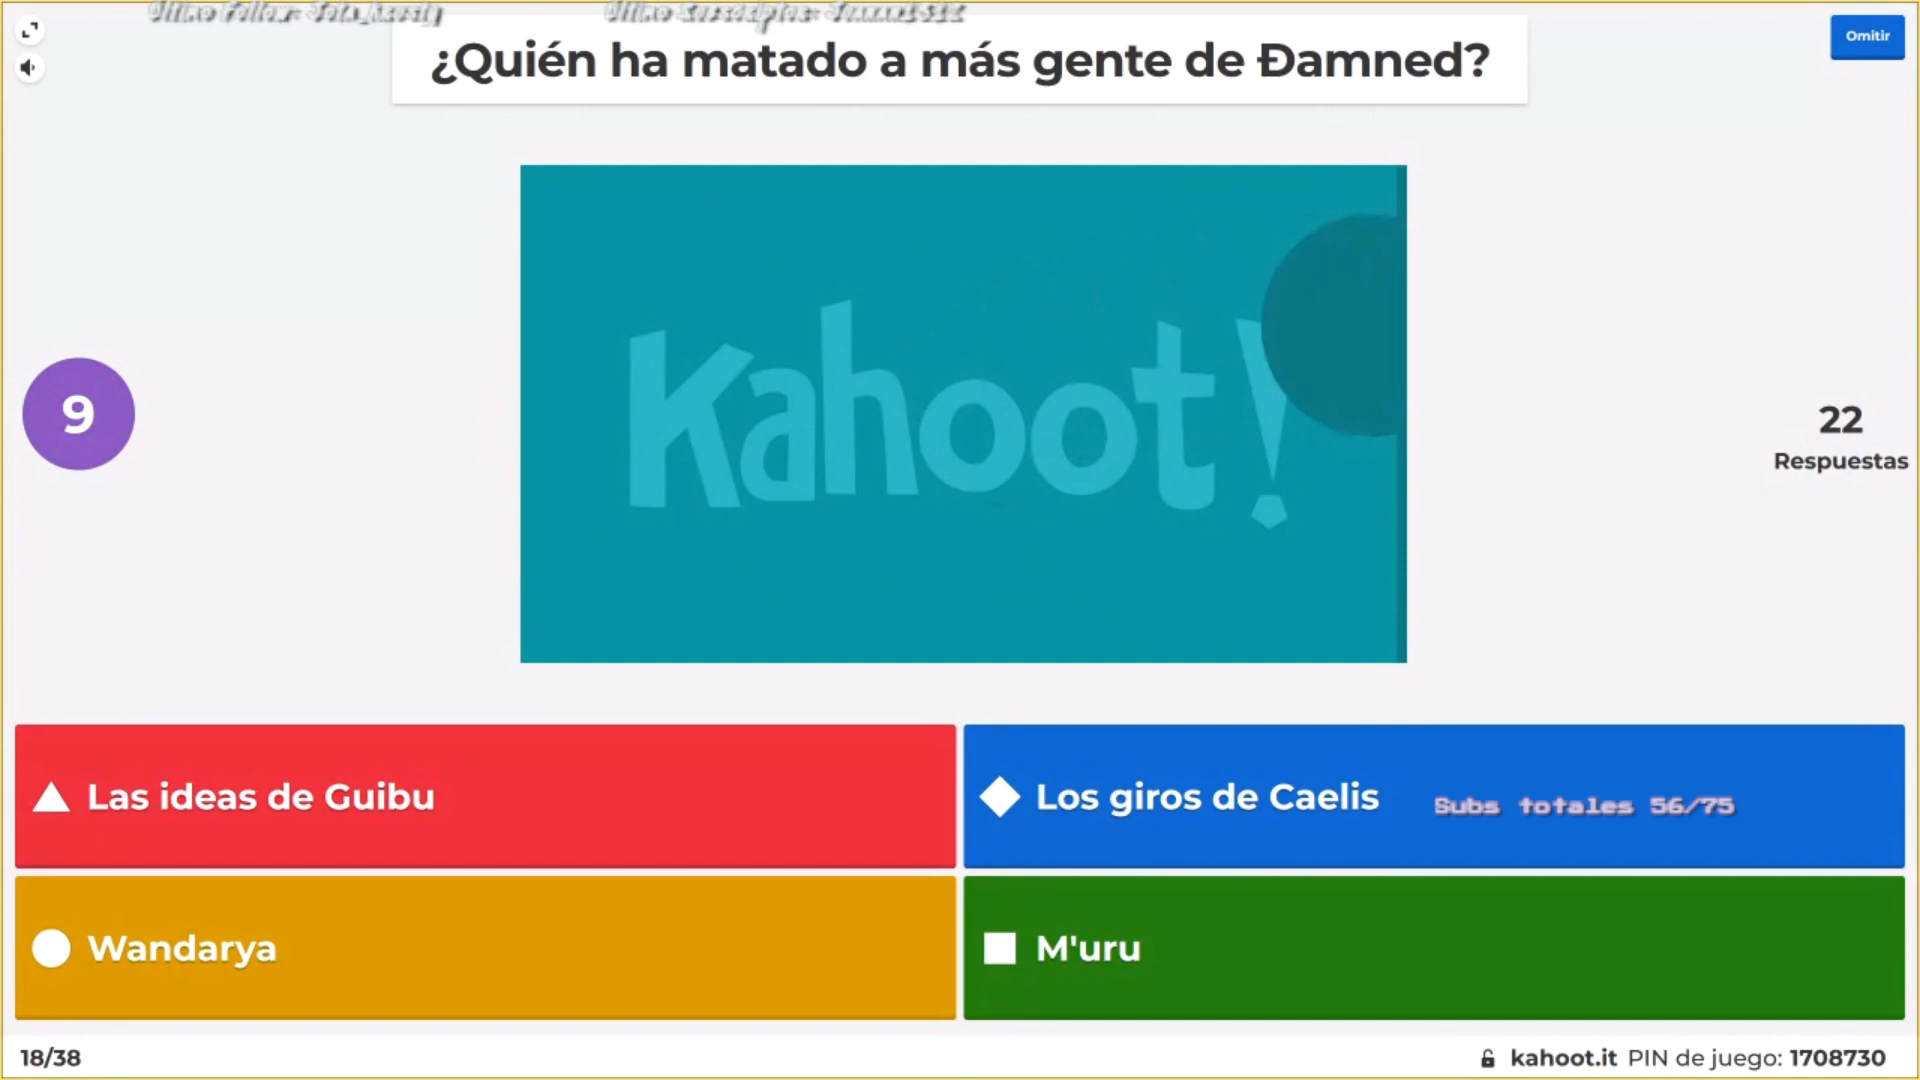 ¿Quién ha matado a más gente de Đamned?
Omitir
Kahoot!
9
22
Respuestas
Las ideas de Guibu
Los giros de Caelis
Subs totales 56/75
Wandarya
M'uru
18/38
kahoot.it PIN de juego: 1708730